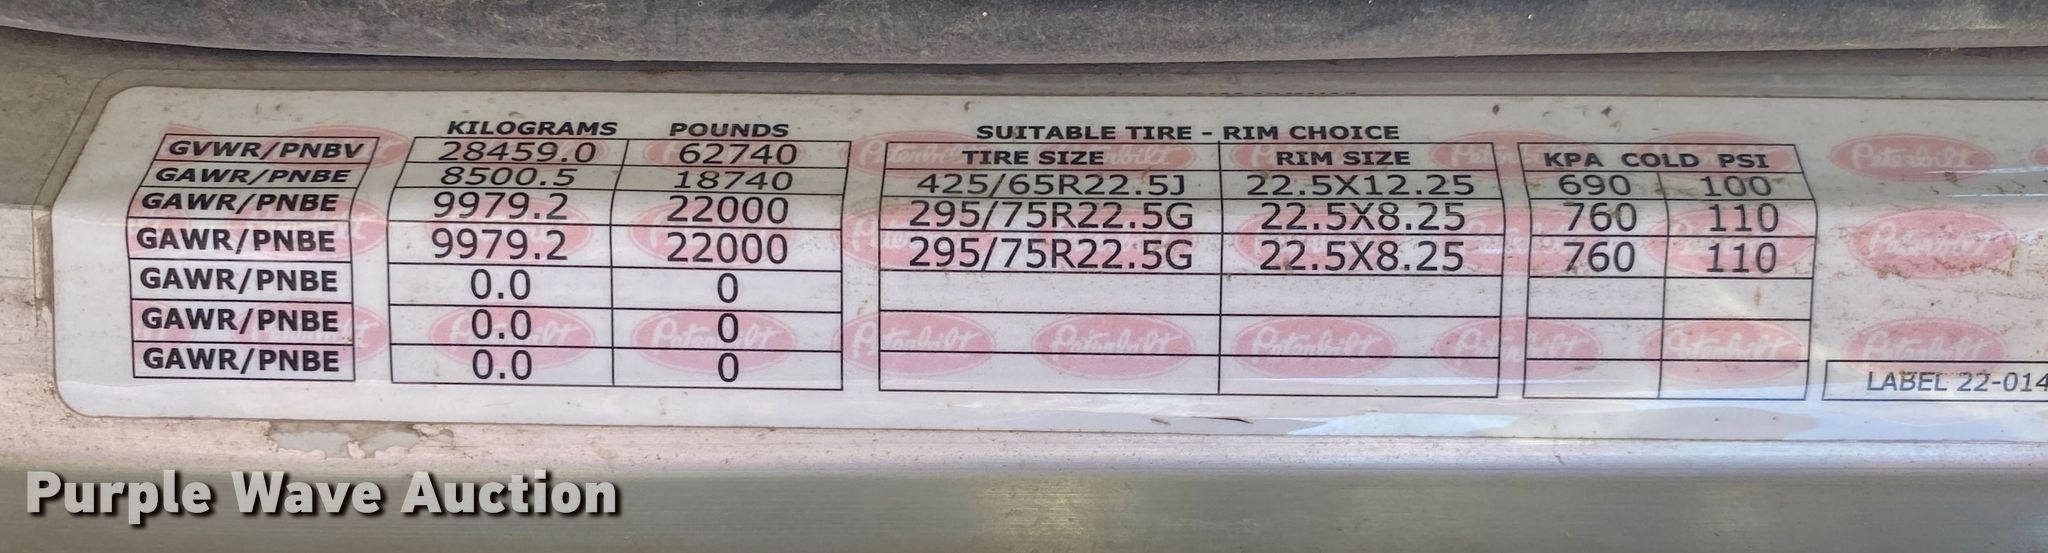 KILOGRAMS POUNDS SUITABLE TIRE - RIM CHOICE
GVWR/PNBV 28459.0 62740 TIRE SIZE RIM SIZE KPA COLD PSI
GAWR/PNBE 8500.5 18740 425/65R22.5J 22.5X12.25 690 100
GAWR/PNBE 9979.2 22000 295/75R22.5G 22.5X8.25 760 110
GAWR/PNBE 9979.2 22000 295/75R22.5G 22.5X8.25 760 110
GAWR/PNBE 0.0 0
GAWR/PNBE 0.0 0
GAWR/PNBE 0.0 0
LABEL 22-014
Peterbilt
Purple Wave Auction